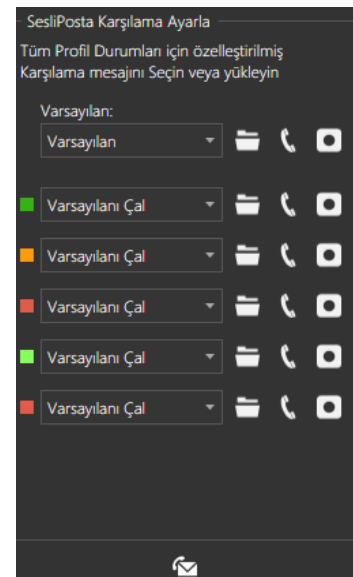 SesliPosta Karşılama Ayarla
Tüm Profil Durumları için özelleştirilmiş
Karşılama mesajını Seçin veya yükleyin
Varsayılan:
Varsayılan
Varsayılanı Çal
Varsayılanı Çal
Varsayılanı Çal
Varsayılanı Çal
Varsayılanı Çal